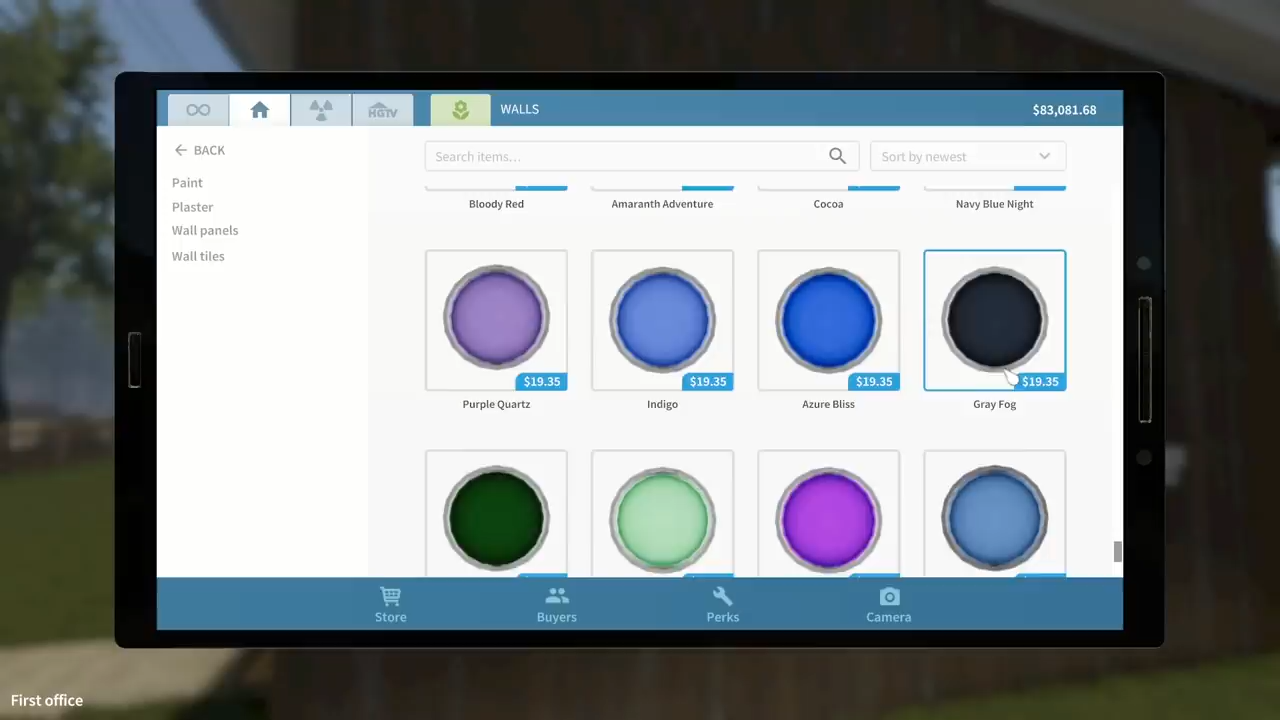 HGTV
WALLS
$83,081.68
BACK
Paint
Plaster
Wall panels
Wall tiles
Search items...
Sort by newest
Bloody Red
Amaranth Adventure
Cocoa
Navy Blue Night
$19.35
$19.35
$19.35
$19.35
Purple Quartz
Indigo
Azure Bliss
Gray Fog
Store
Buyers
Perks
Camera
First office